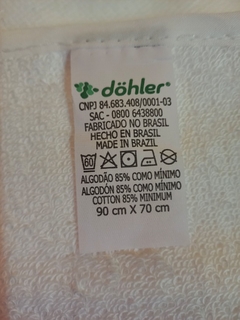 döhler®
CNPJ 84.683.408/0001-03
SAC - 0800 6438800
FABRICADO NO BRASIL
HECHO EN BRASIL
MADE IN BRAZIL
60
ALGODÃO 85% COMO MÍNIMO
ALGODÓN 85% COMO MÍNIMO
COTTON 85% MINIMUM
90 cm X 70 cm